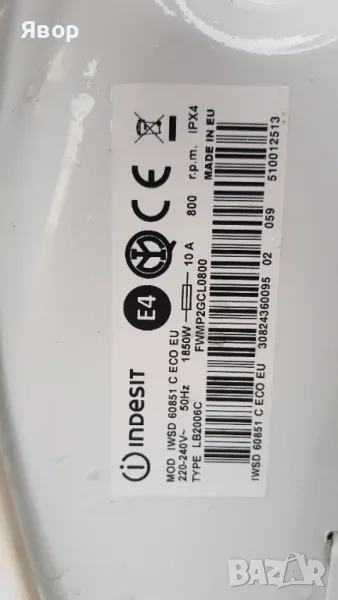 Явор
indesit
E4
MOD IWSD 60851 C ECO EU
220-240V~ 50Hz 1850W 10 A 800 r.p.m. IPX4
TYPE LB2006C FWMP2GCL0800 MADE IN EU
IWSD 60851 C ECO EU 30824360095 02 059 510012513
BAZAR